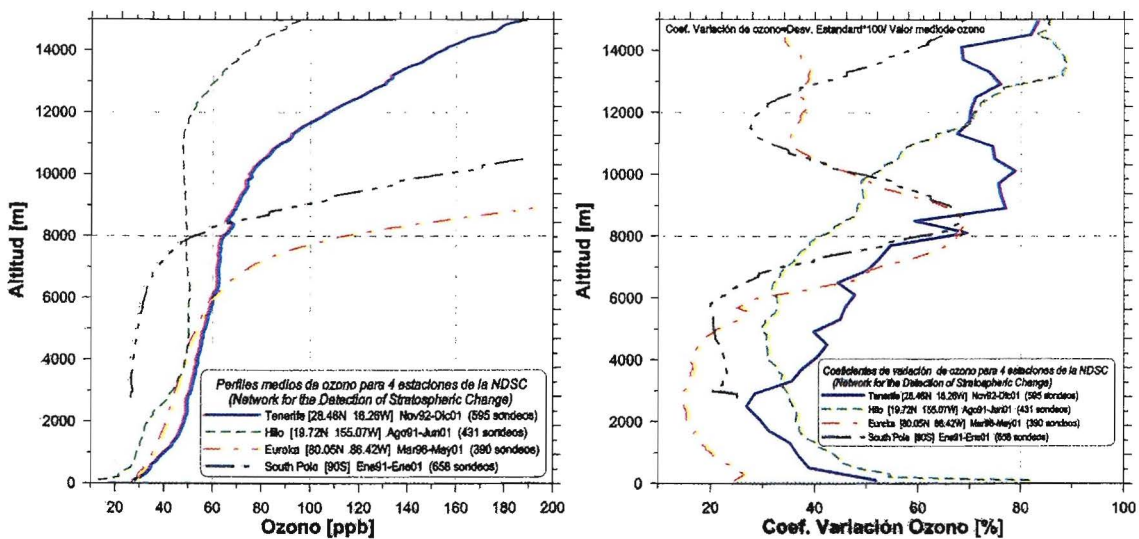 14000
12000
10000
8000
6000
4000
2000
0
Altitud [m]
20 40 60 80 100 120 140 160 180 200
Ozono [ppb]
Perfiles medios de ozono para 4 estaciones de la NDSC
(Network for the Detection of Stratospheric Change)
Tenerife [28.46N 16.26W] Nov92-Dic01 (595 sondeos)
Hilo [19.72N 155.07W] Ago91-Jun01 (431 sondeos)
Eureka [80.05N .86.42W] Mar96-May01 (390 sondeos)
South Pole [90S] Ene91-Ene01 (658 sondeos)
Coef. Variación de ozono=Desv. Estandard*100/ Valor mediode ozono
14000
12000
10000
8000
6000
4000
2000
0
Altitud [m]
20 40 60 80 100
Coef. Variación Ozono [%]
Coeficientes de variación de ozono para 4 estaciones de la NDSC
(Network for the Detection of Stratospheric Change)
Tenerife [28.46N 16.26W] Nov92-Dic01 (595 sondeos)
Hilo [19.72N 155.07W] Ago91-Jun01 (431 sondeos)
Eureka [80.05N .86.42W] Mar96-May01 (390 sondeos)
South Pole [90S] Ene91-Ene01 (658 sondeos)